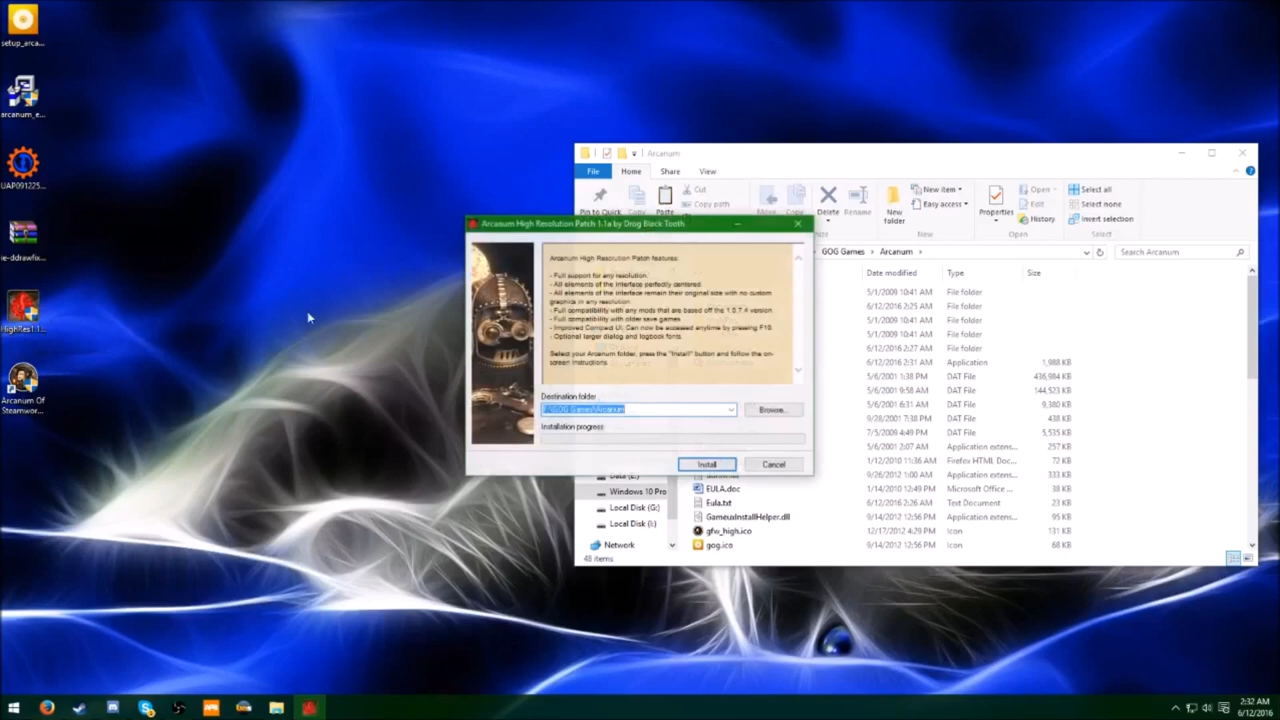 setup_arca...
arcanum_e...
UAP091225...
ie-ddrawfix...
HighRes1.1...
Arcanum Of
Steamwor...
Arcanum
File
Home
Share
View
Pin to Quick
Copy
Paste
Cut
Copy path
Move
Copy
Delete
Rename
New
folder
New item
Easy access
Properties
Open
Edit
History
Select all
Select none
Invert selection
New
Open
Select
GOG Games
Arcanum
Search Arcanum
Date modified
Type
Size
5/1/2009 10:41 AM File folder
6/12/2016 2:25 AM File folder
5/1/2009 10:41 AM File folder
5/1/2009 10:41 AM File folder
6/12/2016 2:27 AM File folder
6/12/2016 2:31 AM Application 1,988 KB
5/6/2001 1:38 PM DAT File 436,984 KB
5/6/2001 9:58 AM DAT File 144,523 KB
5/6/2001 6:31 AM DAT File 9,380 KB
9/28/2001 7:38 PM DAT File 438 KB
7/5/2009 4:49 PM DAT File 5,535 KB
5/6/2001 2:07 AM Application extens... 257 KB
1/12/2010 11:36 AM Firefox HTML Doc... 2 KB
9/26/2012 1:00 AM Application extens... 333 KB
EULA.doc 1/14/2010 12:49 PM Microsoft Office ... 38 KB
Eula.txt 6/12/2016 2:26 AM Text Document 23 KB
GameuxInstallHelper.dll 9/14/2012 12:56 PM Application extens... 95 KB
gfw_high.ico 12/17/2012 4:29 PM Icon 131 KB
gog.ico 9/14/2012 12:56 PM Icon 68 KB
Data (E:)
Windows 10 Pro
Local Disk (G:)
Local Disk (I:)
Network
48 items
Arcanum High Resolution Patch 1.1a by Drog Black Tooth
Arcanum High Resolution Patch features:
- Full support for any resolution.
- All elements of the interface perfectly centered.
- All elements of the interface remain their original size with no custom
graphics in any resolution.
- Full compatibility with any mods that are based off the 1.0.7.4 version.
- Full compatibility with older save games.
- Improved Compact UI. Can now be accessed anytime by pressing F10.
- Optional larger dialog and logbook fonts.
Select your Arcanum folder, press the "Install" button and follow the on-
screen instructions.
Destination folder
GOG Games\Arcanum
Browse...
Installation progress
Install
Cancel
2:32 AM
6/12/2016